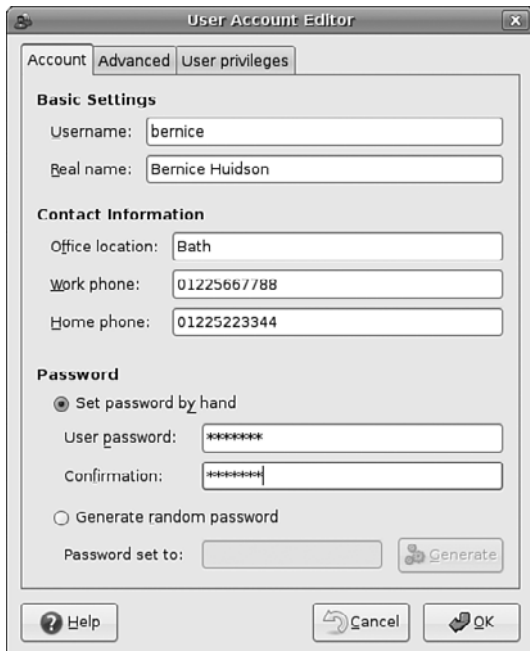 User Account Editor
Account Advanced User privileges
Basic Settings
Username: bernice
Real name: Bernice Huidson
Contact Information
Office location: Bath
Work phone: 01225667788
Home phone: 01225223344
Password
Set password by hand
User password: *******
Confirmation: *******
Generate random password
Password set to: Generate
Help Cancel OK